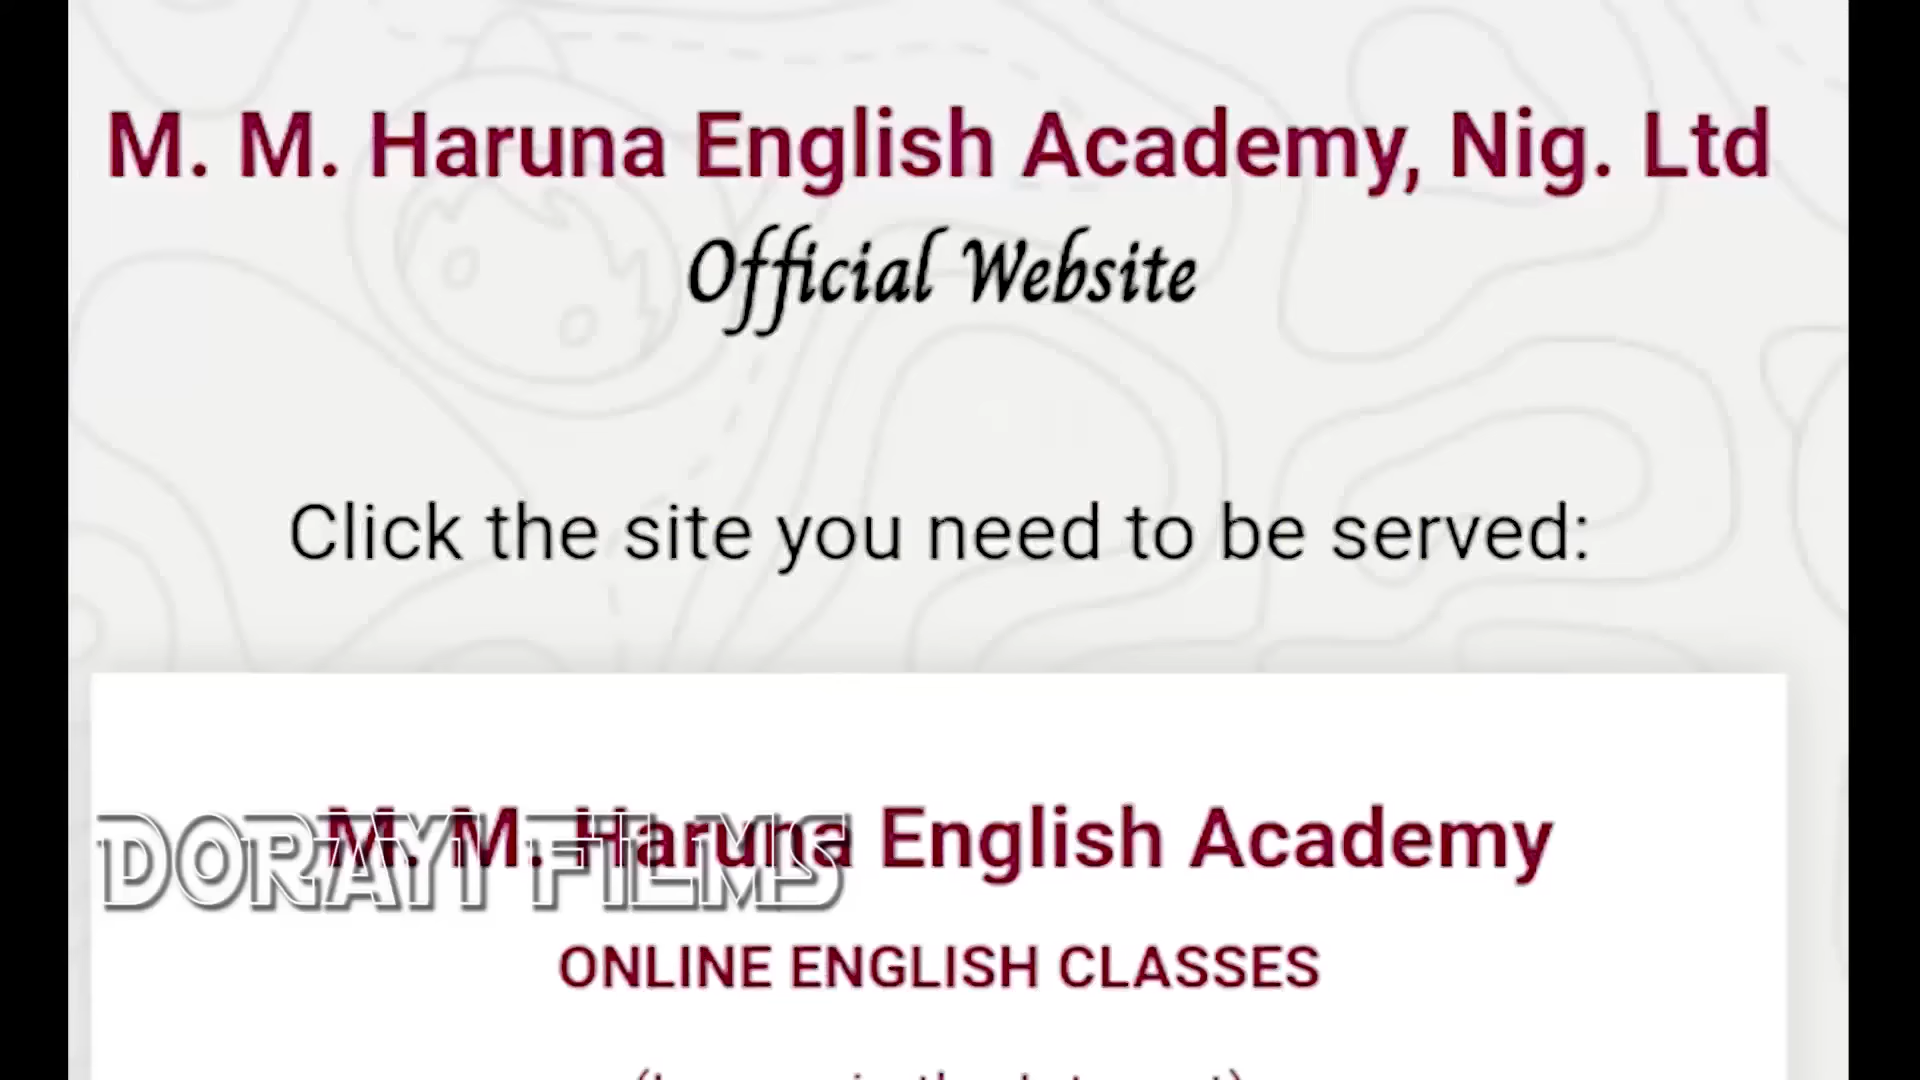 M. M. Haruna English Academy, Nig. Ltd
Official Website
Click the site you need to be served:
M. M. Haruna English Academy
DORAYI FILMS
ONLINE ENGLISH CLASSES